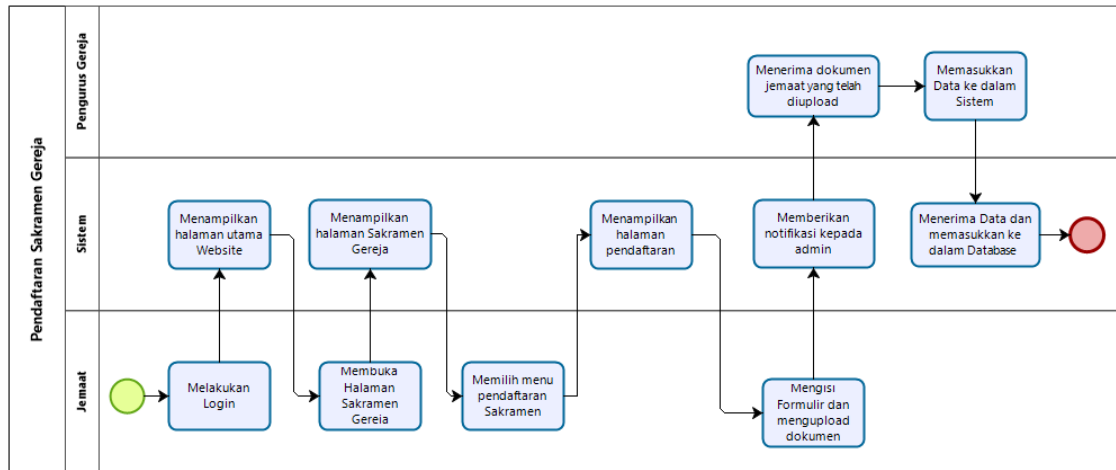 Pendaftaran Sakramen Gereja
Pengurus Gereja
Menerima dokumen
jemaat yang telah
diupload
Memasukkan
Data ke dalam
Sistem
Sistem
Menampilkan
halaman utama
Website
Menampilkan
halaman Sakramen
Gereja
Menampilkan
halaman
pendaftaran
Memberikan
notifikasi kepada
admin
Menerima Data dan
memasukkan ke
dalam Database
Jemaat
Melakukan
Login
Membuka
Halaman
Sakramen
Gereja
Memilih menu
pendaftaran
Sakramen
Mengisi
Formulir dan
mengupload
dokumen